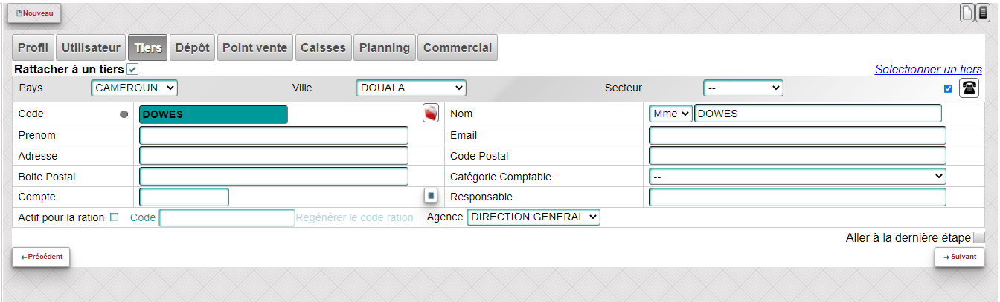 Nouveau
Profil Utilisateur Tiers Dépôt Point vente Caisses Planning Commercial
Rattacher à un tiers Selectionner un tiers
Pays CAMEROUN Ville DOUALA Secteur --
Code DOWES Nom Mme DOWES
Prenom Email
Adresse Code Postal
Boite Postal Catégorie Comptable --
Compte Responsable
Actif pour la ration Code Regénérer le code ration Agence DIRECTION GENERAL
Aller à la dernière étape
Précédent Suivant